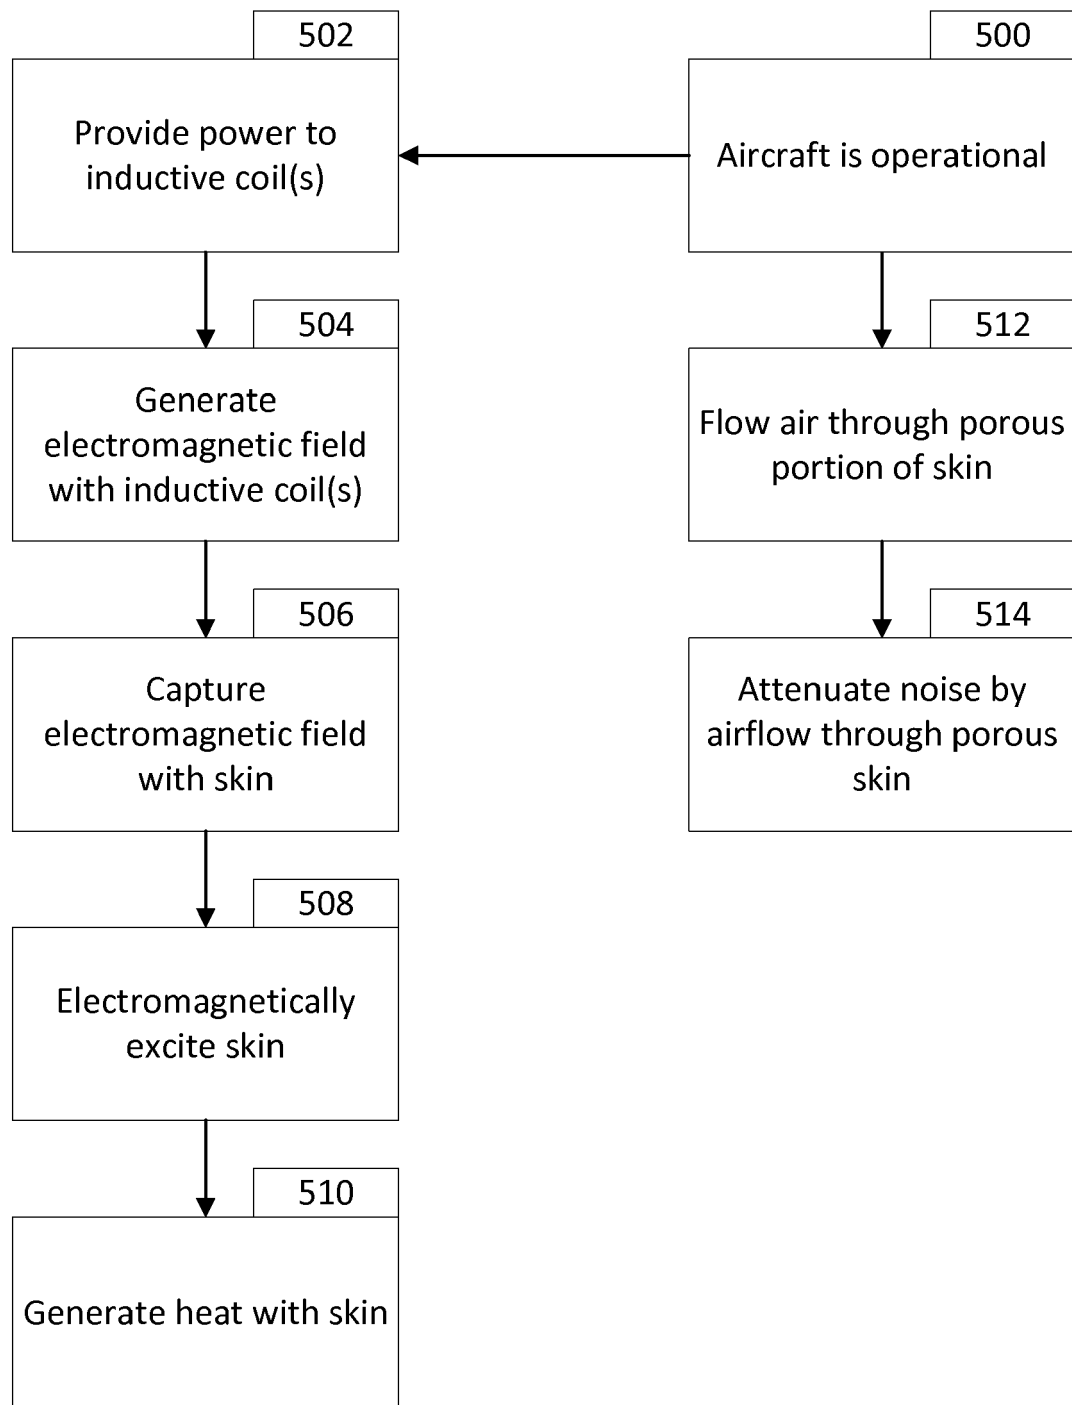 502
Provide power to
inductive coil(s)
500
Aircraft is operational
504
Generate
electromagnetic field
with inductive coil(s)
512
Flow air through porous
portion of skin
506
Capture
electromagnetic field
with skin
514
Attenuate noise by
airflow through porous
skin
508
Electromagnetically
excite skin
510
Generate heat with skin